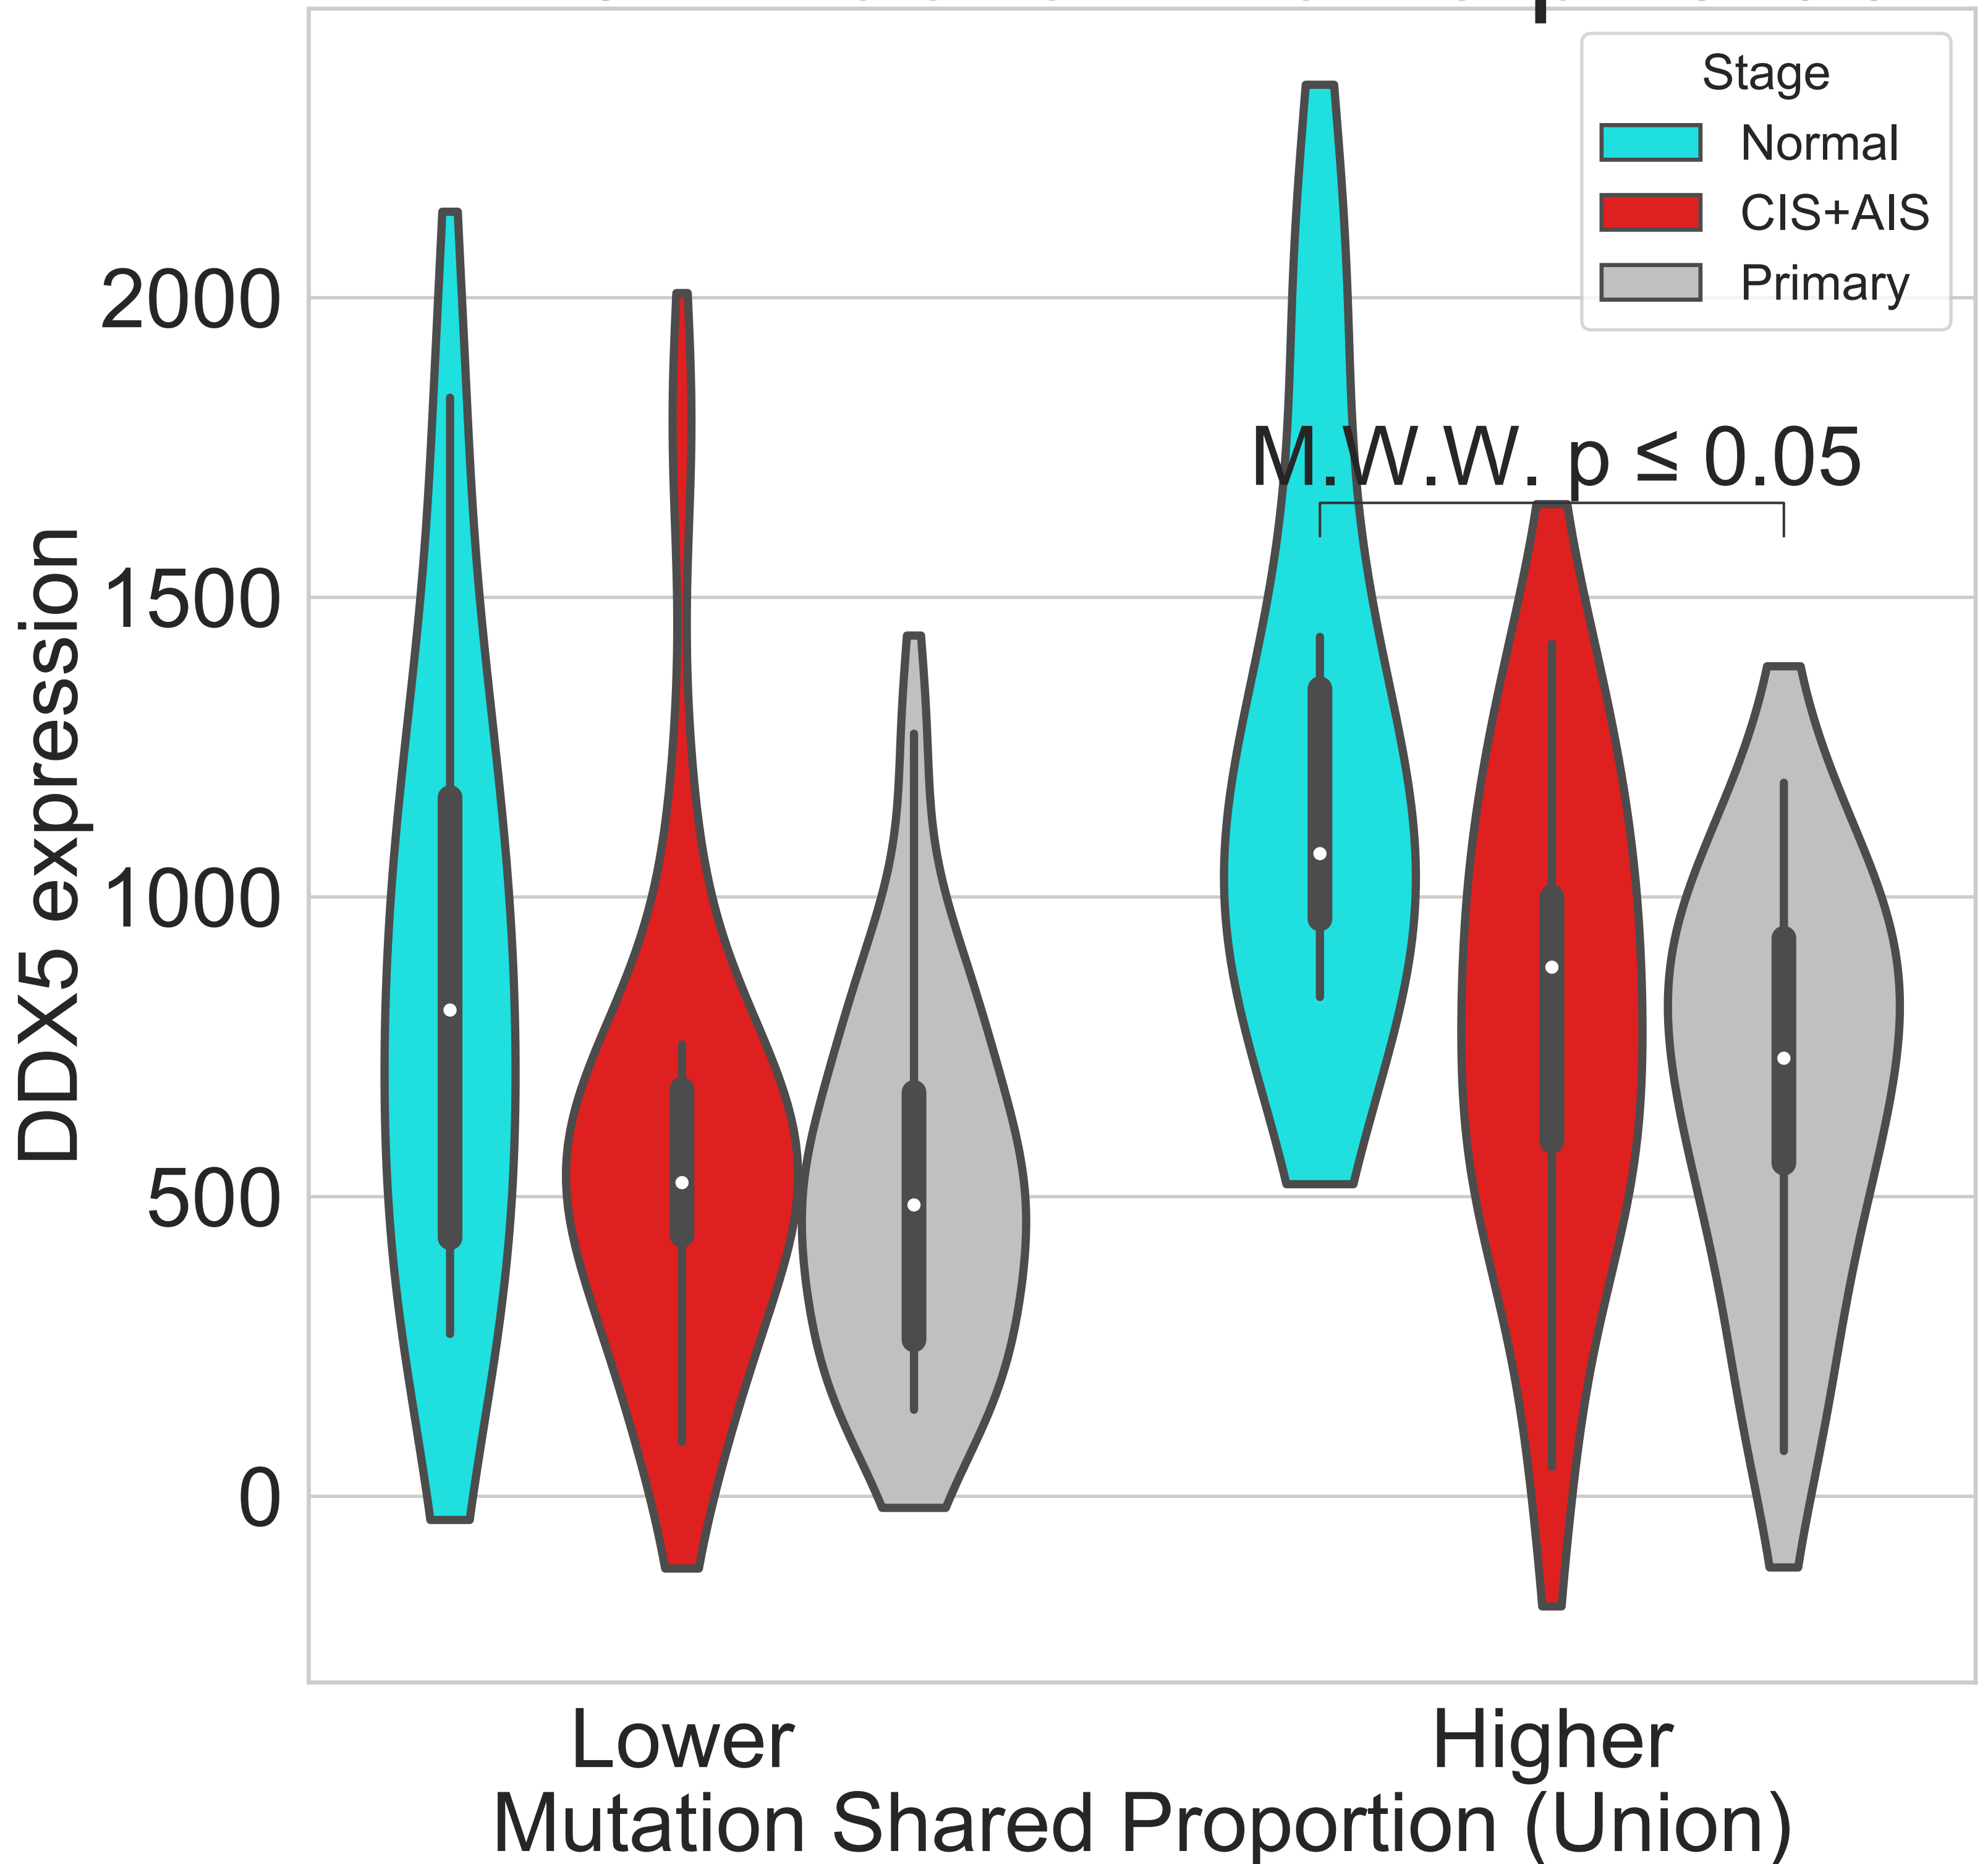 Stage
Normal
CIS+AIS
Primary
M.W.W. p ≤ 0.05
DDX5 expression
2000
1500
1000
500
0
Lower
Higher
Mutation Shared Proportion (Union)